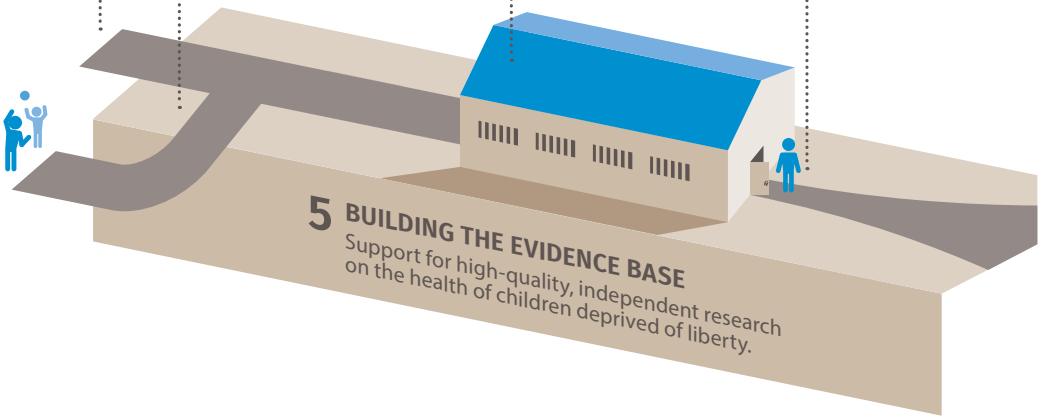 5 BUILDING THE EVIDENCE BASE
Support for high-quality, independent research
on the health of children deprived of liberty.